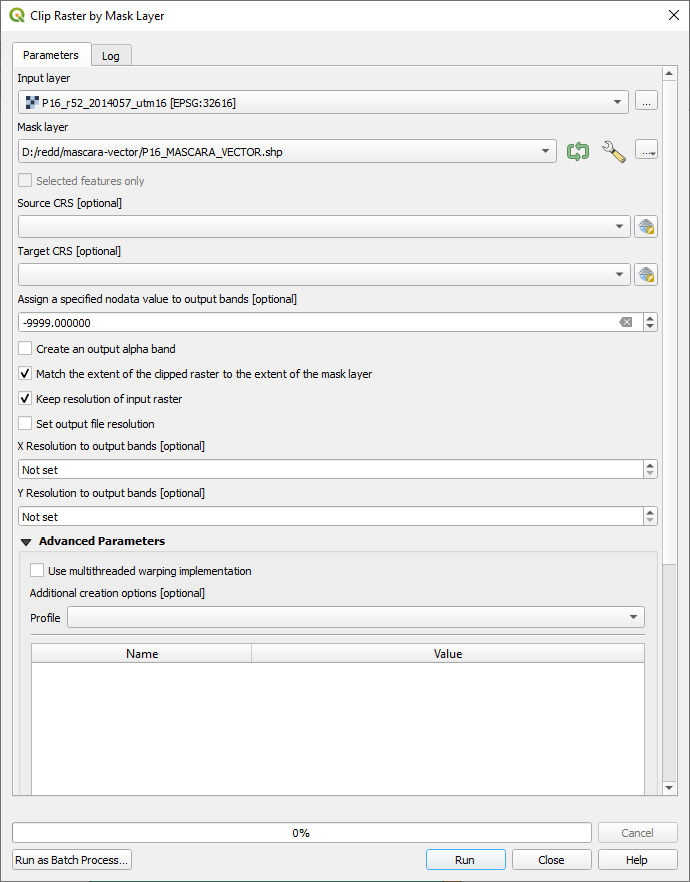 Clip Raster by Mask Layer
Parameters
Log
Input layer
P16_r52_2014057_utm16 [EPSG:32616]
...
Mask layer
D:/redd/mascara-vector/P16_MASCARA_VECTOR.shp
...
Selected features only
Source CRS [optional]
Target CRS [optional]
Assign a specified nodata value to output bands [optional]
-9999.000000
Create an output alpha band
Match the extent of the clipped raster to the extent of the mask layer
Keep resolution of input raster
Set output file resolution
X Resolution to output bands [optional]
Not set
Y Resolution to output bands [optional]
Not set
Advanced Parameters
Use multithreaded warping implementation
Additional creation options [optional]
Profile
Name Value
0%
Cancel
Run as Batch Process...
Run
Close
Help